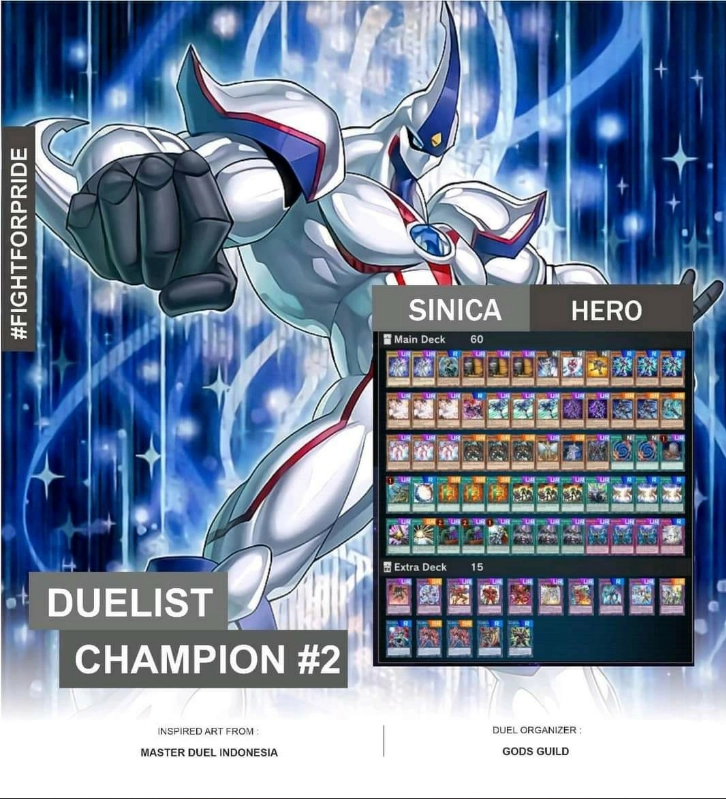 #FIGHTFORPRIDE
SINICA HERO
Main Deck 60
Extra Deck 15
DUELIST
CHAMPION #2
INSPIRED ART FROM :
MASTER DUEL INDONESIA
DUEL ORGANIZER :
GODS GUILD